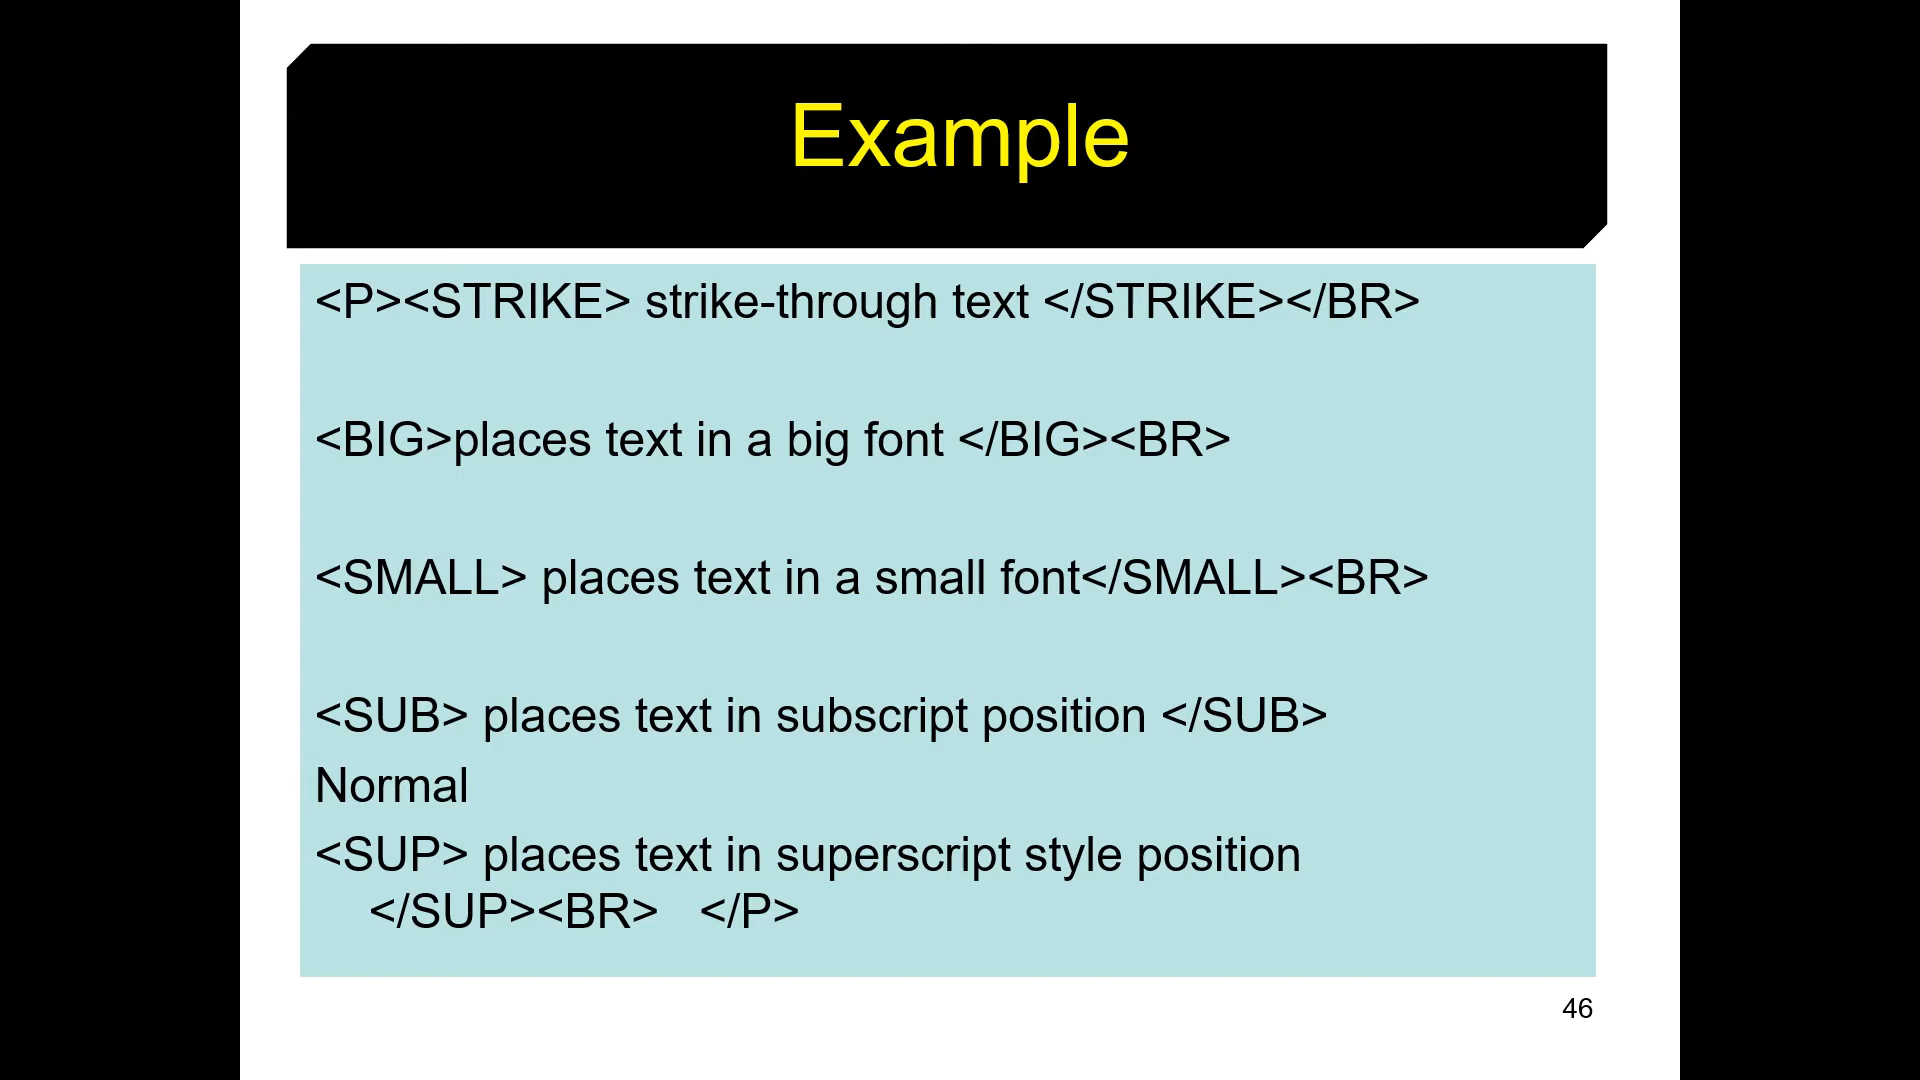 Example
<P><STRIKE> strike-through text </STRIKE></BR>
<BIG>places text in a big font </BIG><BR>
<SMALL> places text in a small font</SMALL><BR>
<SUB> places text in subscript position </SUB>
Normal
<SUP> places text in superscript style position
</SUP><BR>   </P>
46